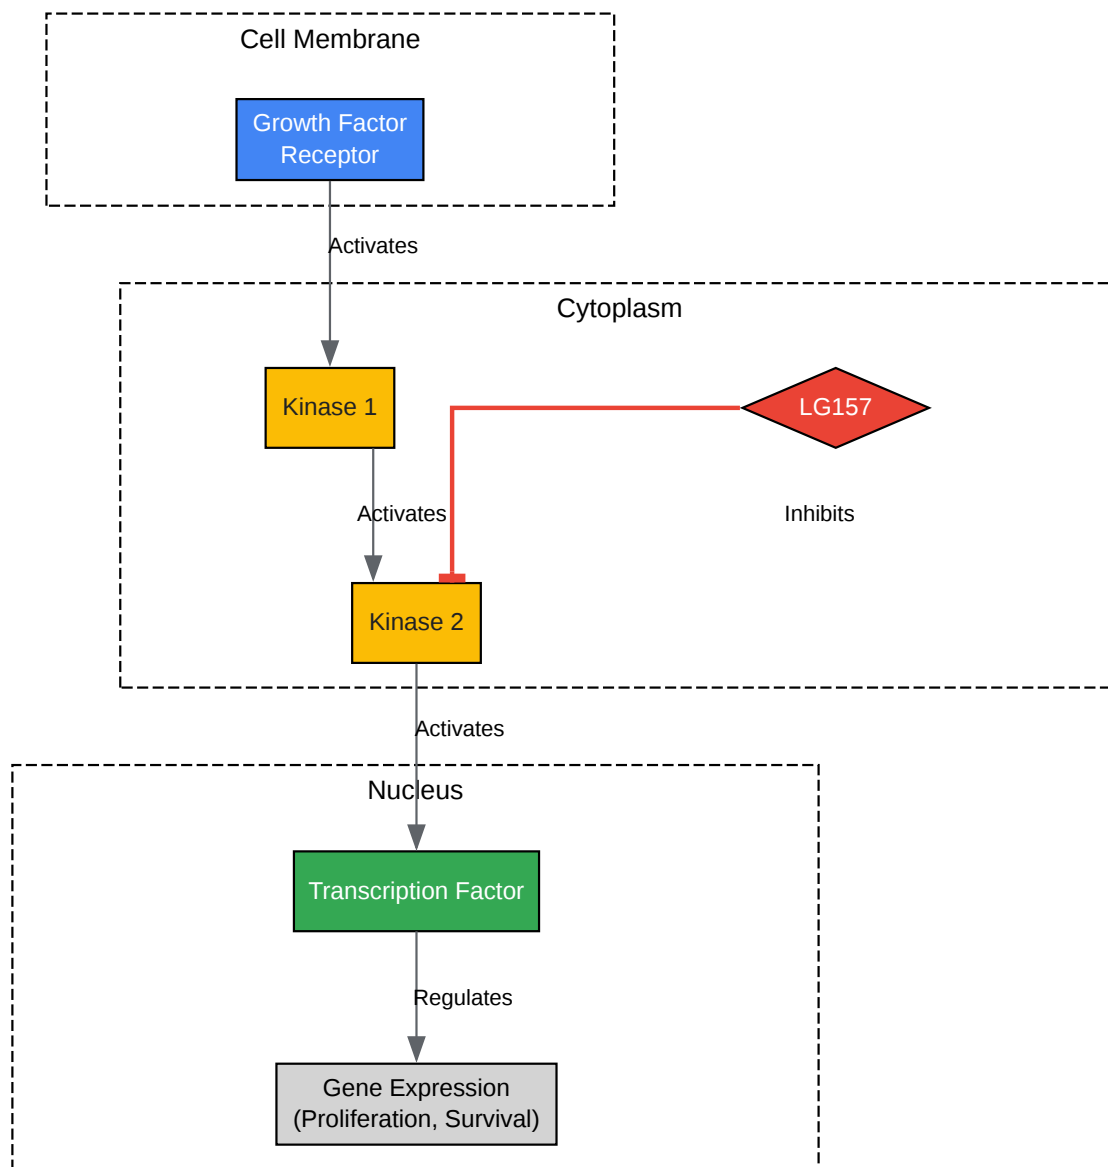 Cell Membrane
Growth Factor
Receptor
Activates
Cytoplasm
Kinase 1
LG157
Activates
Inhibits
Kinase 2
Activates
Nucleus
Transcription Factor
Regulates
Gene Expression
(Proliferation, Survival)